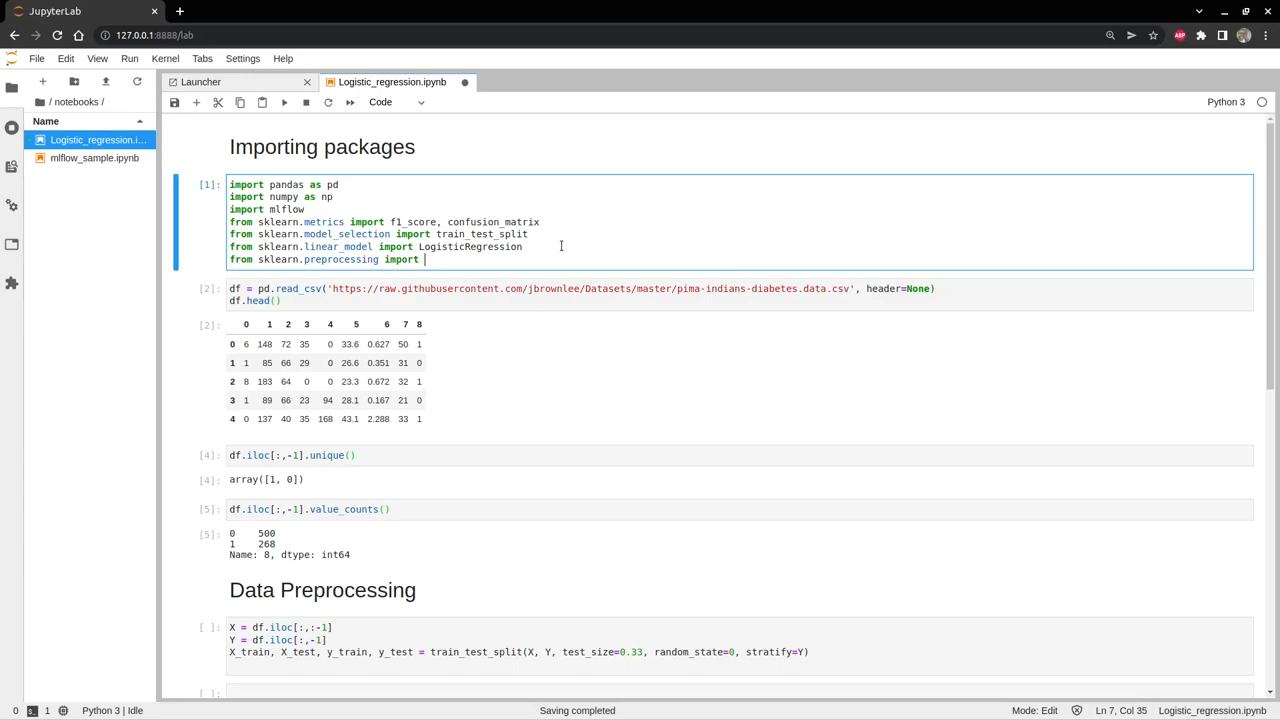 JupyterLab
127.0.0.1:8888/lab
ABP
File Edit View Run Kernel Tabs Settings Help
Launcher
Logistic_regression.ipynb
/ notebooks /
Code
Python 3
Name
Logistic_regression.i...
mlflow_sample.ipynb
Importing packages
[1]:
import pandas as pd
import numpy as np
import mlflow
from sklearn.metrics import f1_score, confusion_matrix
from sklearn.model_selection import train_test_split
from sklearn.linear_model import LogisticRegression
from sklearn.preprocessing import
[2]:
df = pd.read_csv('https://raw.githubusercontent.com/jbrownlee/Datasets/master/pima-indians-diabetes.data.csv', header=None)
df.head()
[2]:
0 1 2 3 4 5 6 7 8
0 6 148 72 35 0 33.6 0.627 50 1
1 1 85 66 29 0 26.6 0.351 31 0
2 8 183 64 0 0 23.3 0.672 32 1
3 1 89 66 23 94 28.1 0.167 21 0
4 0 137 40 35 168 43.1 2.288 33 1
[4]:
df.iloc[:,-1].unique()
[4]:
array([1, 0])
[5]:
df.iloc[:,-1].value_counts()
[5]:
0 500
1 268
Name: 8, dtype: int64
Data Preprocessing
[ ]:
X = df.iloc[:,:-1]
Y = df.iloc[:,-1]
X_train, X_test, y_train, y_test = train_test_split(X, Y, test_size=0.33, random_state=0, stratify=Y)
[ ]:
0 1 Python 3 | Idle
Saving completed
Mode: Edit
Ln 7, Col 35
Logistic_regression.ipynb